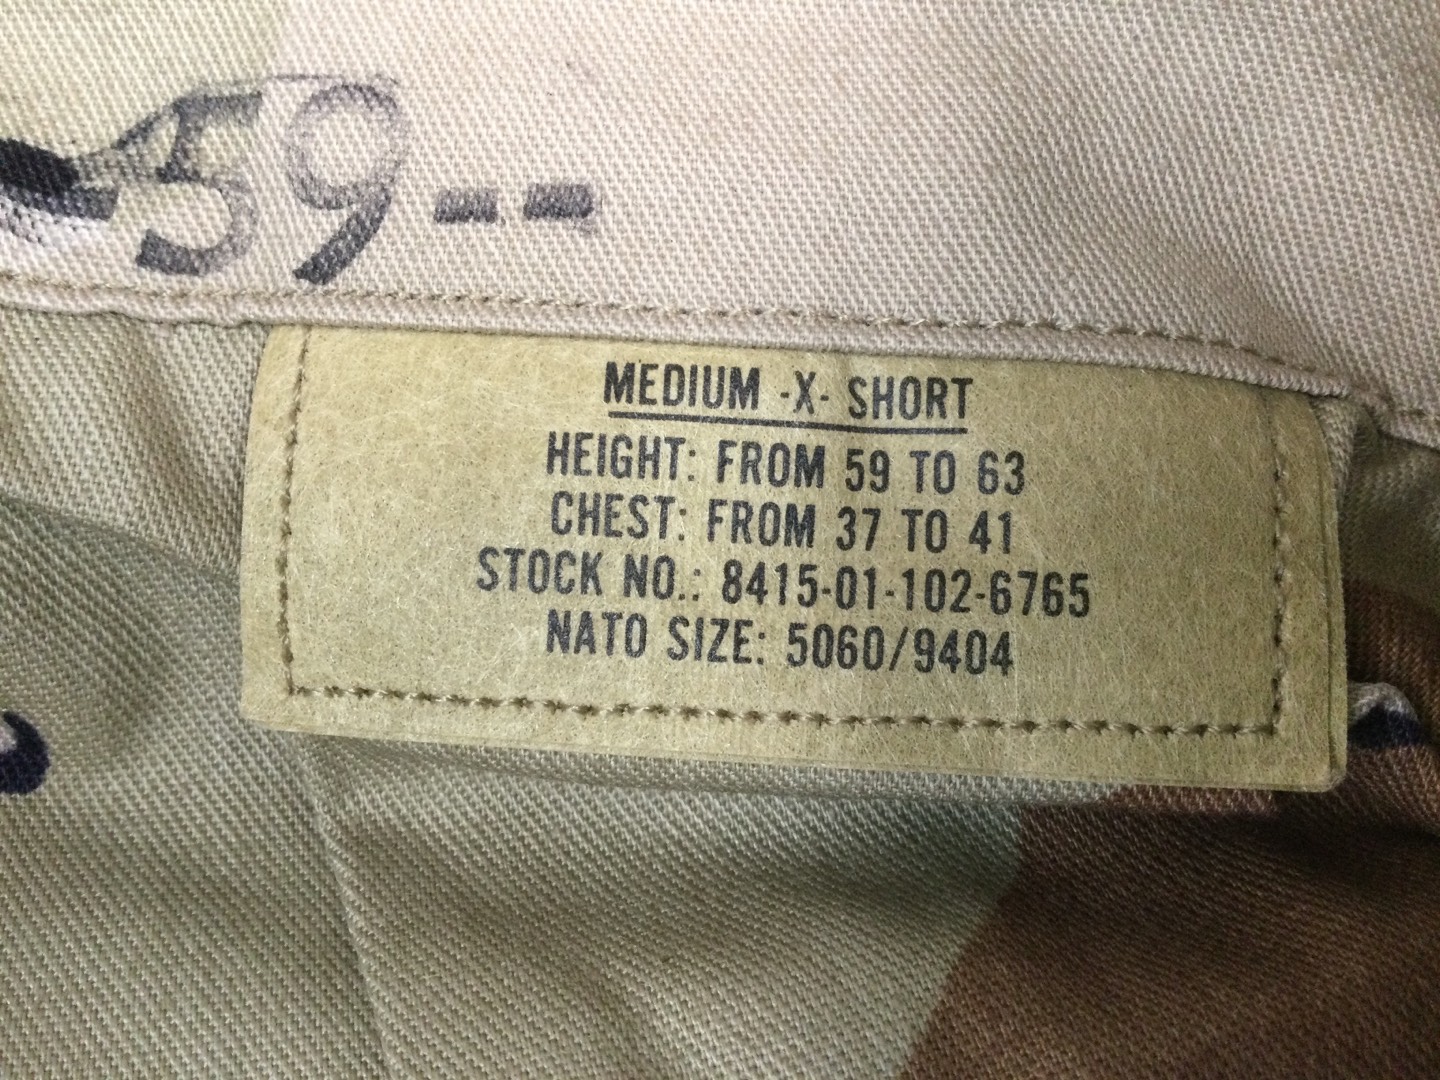 59--
MEDIUM -X- SHORT
HEIGHT: FROM 59 TO 63
CHEST: FROM 37 TO 41
STOCK NO.: 8415-01-102-6765
NATO SIZE: 5060/9404